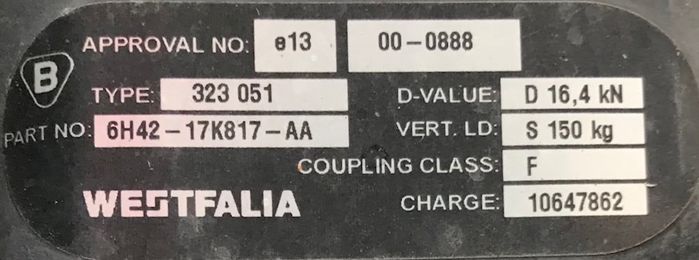 APPROVAL NO: e13 00-0888
B
TYPE: 323 051 D-VALUE: D 16,4 kN
PART NO: 6H42-17K817-AA VERT. LD: S 150 kg
COUPLING CLASS: F
WESTFALIA CHARGE: 10647862